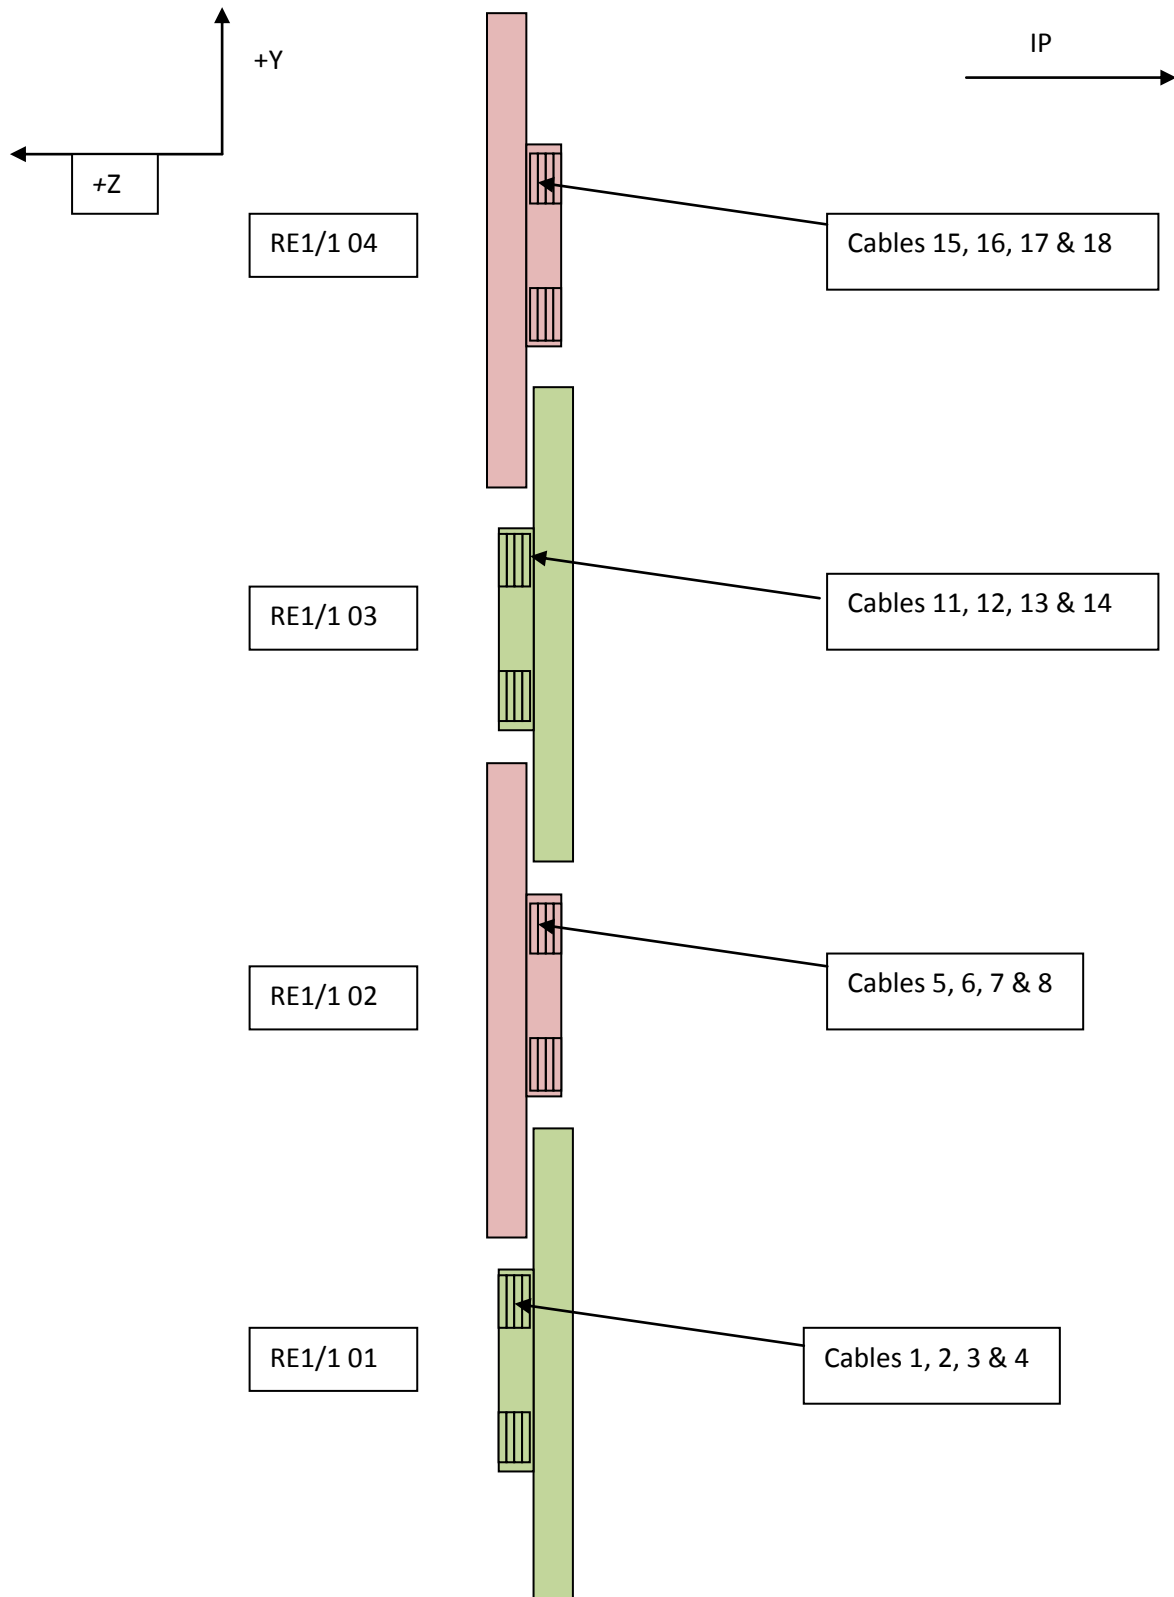 +Y
IP
+Z
RE1/1 04
Cables 15, 16, 17 & 18
RE1/1 03
Cables 11, 12, 13 & 14
RE1/1 02
Cables 5, 6, 7 & 8
RE1/1 01
Cables 1, 2, 3 & 4